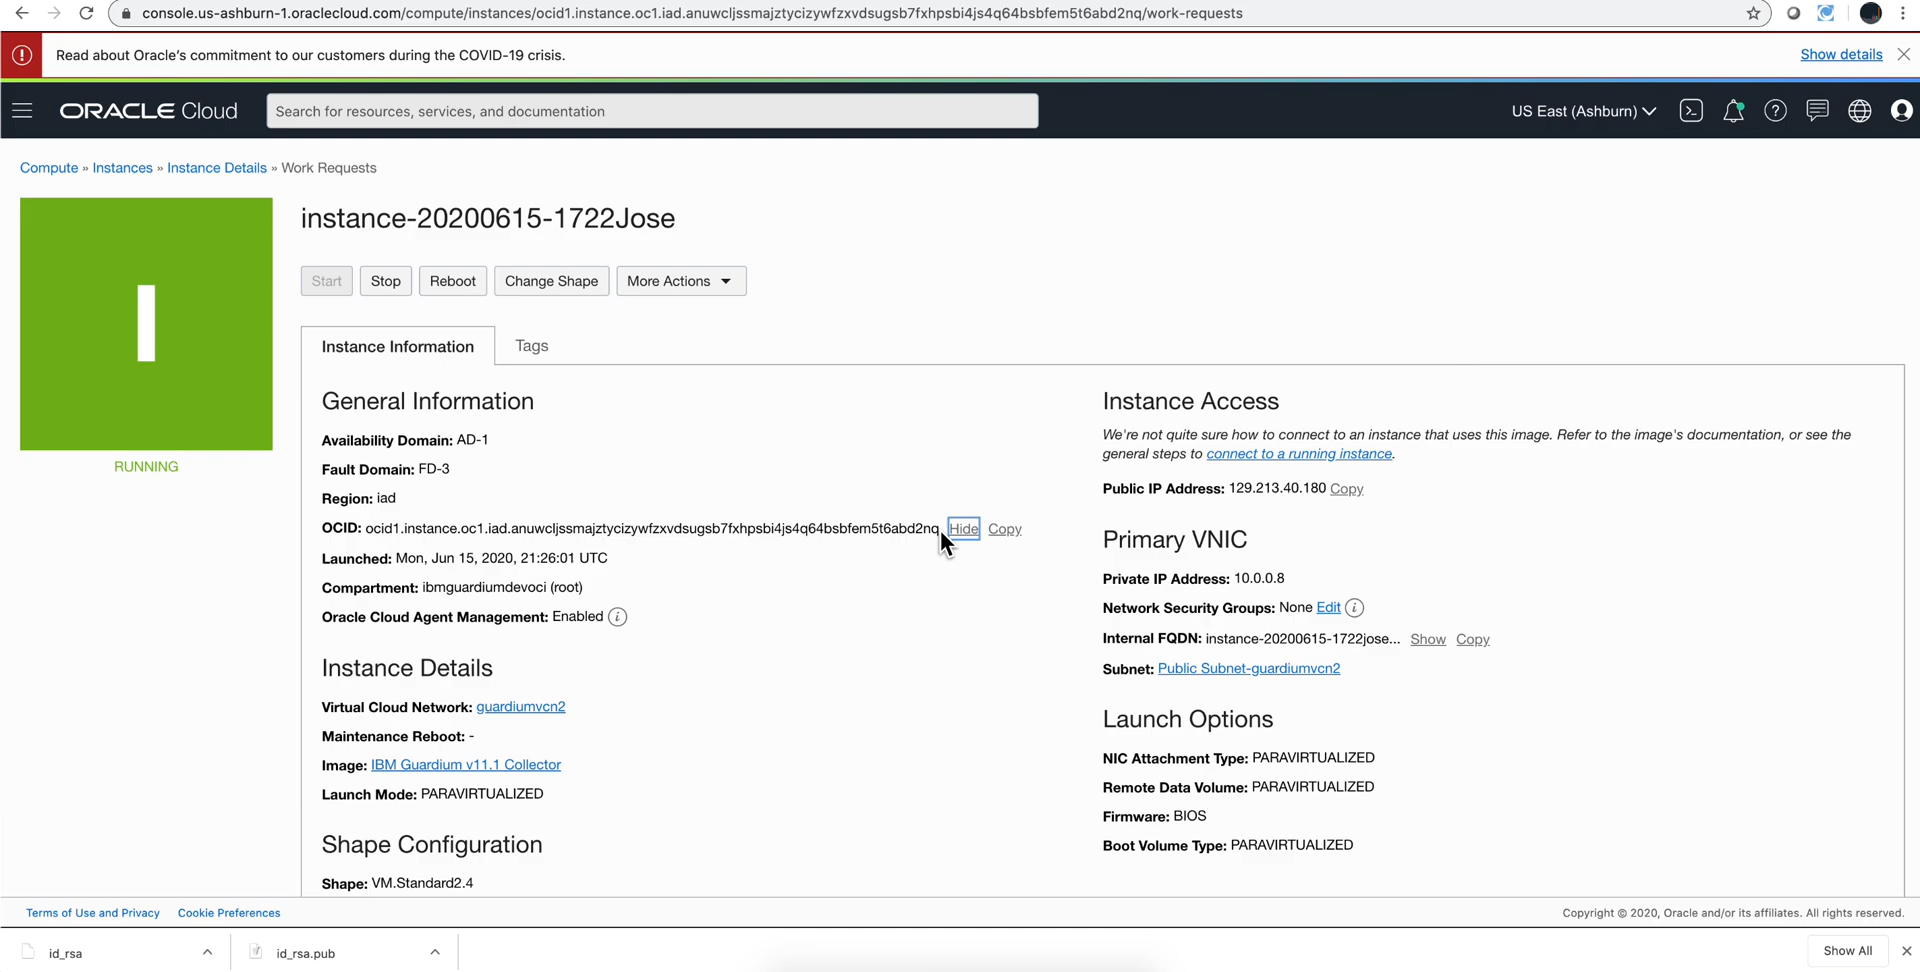 console.us-ashburn-1.oraclecloud.com/compute/instances/ocid1.instance.oc1.iad.anuwcljssmajztycizywfzxvdsugsb7fxhpsbi4js4q64bsbfem5t6abd2nq/work-requests
Read about Oracle's commitment to our customers during the COVID-19 crisis.
Show details
ORACLE Cloud
Search for resources, services, and documentation
US East (Ashburn)
Compute » Instances » Instance Details » Work Requests
I
RUNNING
instance-20200615-1722Jose
Start
Stop
Reboot
Change Shape
More Actions
Instance Information
Tags
General Information
Availability Domain: AD-1
Fault Domain: FD-3
Region: iad
OCID: ocid1.instance.oc1.iad.anuwcljssmajztycizywfzxvdsugsb7fxhpsbi4js4q64bsbfem5t6abd2nq Hide Copy
Launched: Mon, Jun 15, 2020, 21:26:01 UTC
Compartment: ibmguardiumdevoci (root)
Oracle Cloud Agent Management: Enabled
Instance Details
Virtual Cloud Network: guardiumvcn2
Maintenance Reboot: -
Image: IBM Guardium v11.1 Collector
Launch Mode: PARAVIRTUALIZED
Shape Configuration
Shape: VM.Standard2.4
Instance Access
We're not quite sure how to connect to an instance that uses this image. Refer to the image's documentation, or see the
general steps to connect to a running instance.
Public IP Address: 129.213.40.180 Copy
Primary VNIC
Private IP Address: 10.0.0.8
Network Security Groups: None Edit
Internal FQDN: instance-20200615-1722jose... Show Copy
Subnet: Public Subnet-guardiumvcn2
Launch Options
NIC Attachment Type: PARAVIRTUALIZED
Remote Data Volume: PARAVIRTUALIZED
Firmware: BIOS
Boot Volume Type: PARAVIRTUALIZED
Terms of Use and Privacy
Cookie Preferences
Copyright © 2020, Oracle and/or its affiliates. All rights reserved.
id_rsa
id_rsa.pub
Show All